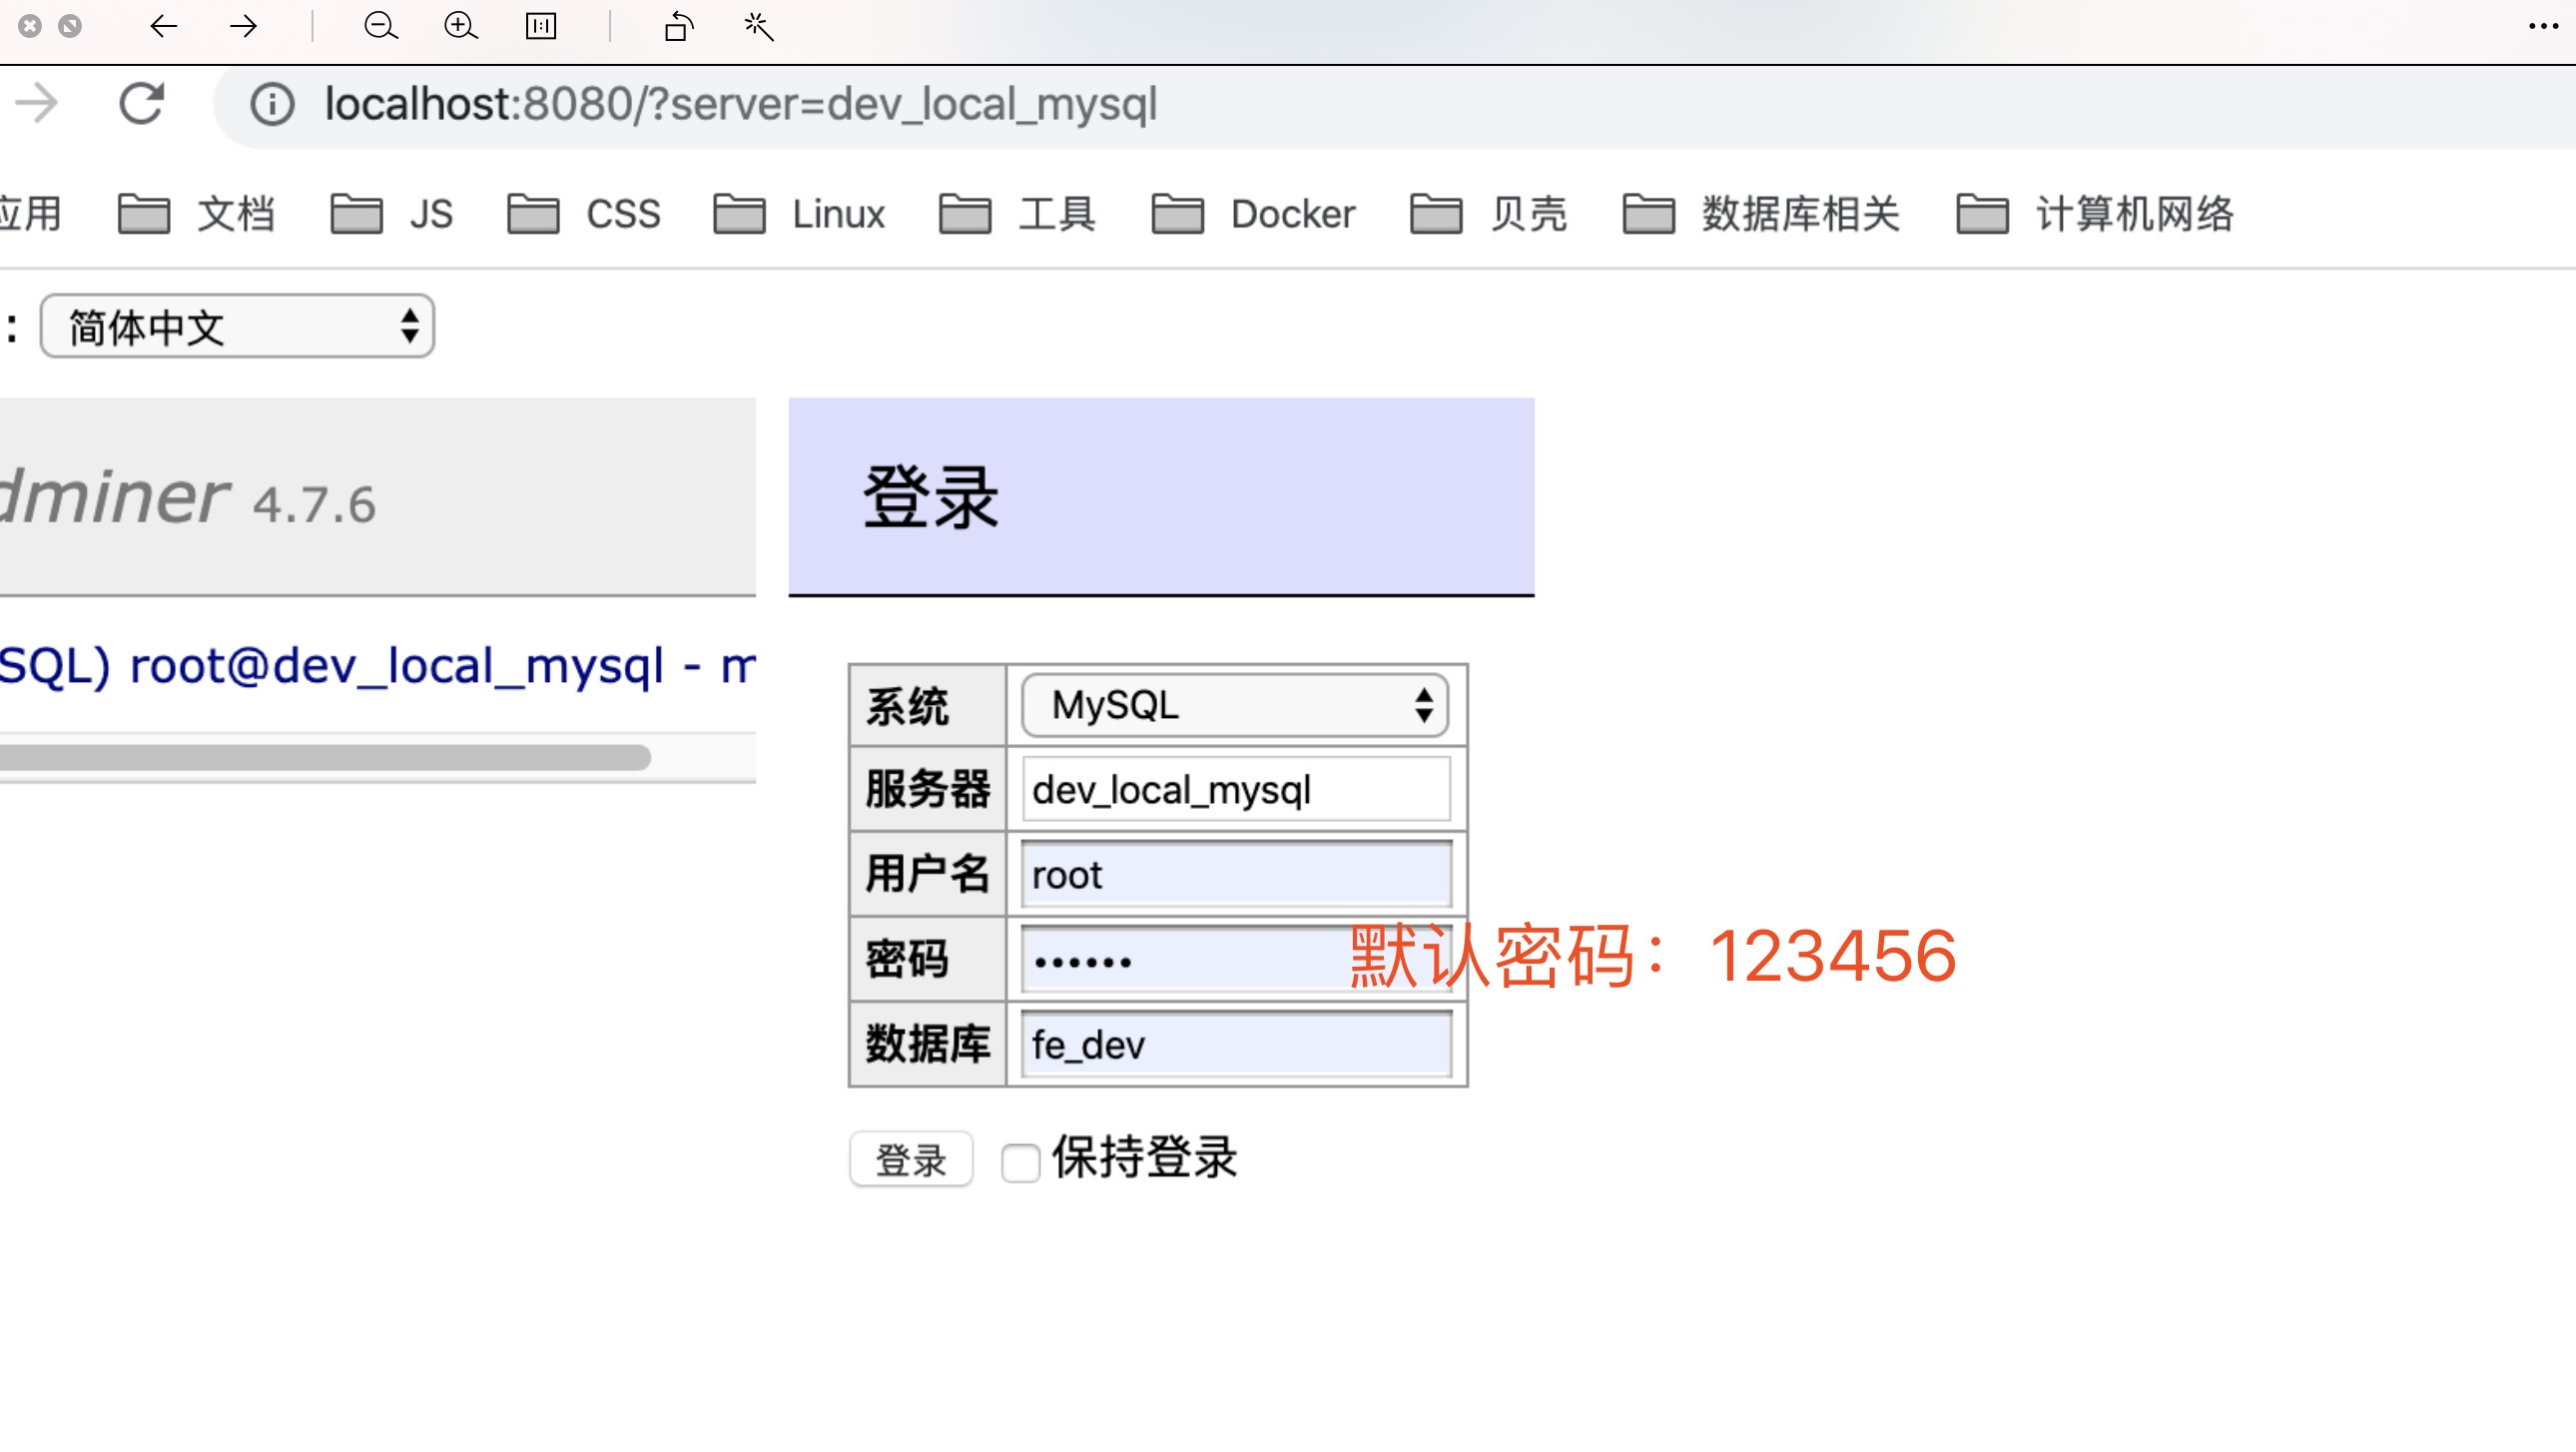 localhost:8080/?server=dev_local_mysql
应用 文档 JS CSS Linux 工具 Docker 贝壳 数据库相关 计算机网络
: 简体中文
dminer 4.7.6
登录
SQL) root@dev_local_mysql - m
系统 MySQL
服务器 dev_local_mysql
用户名 root
密码 •••••• 默认密码：123456
数据库 fe_dev
登录 保持登录